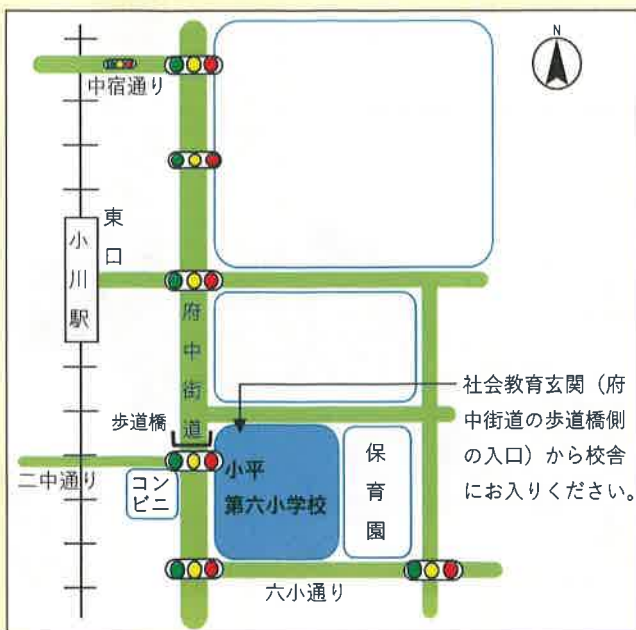 N
中宿通り
東口
小川駅
府中街道
社会教育玄関（府
中街道の歩道橋側
の入口）から校舎
にお入りください。
歩道橋
二中通り
コン
ビニ
小平
第六小学校
保育園
六小通り